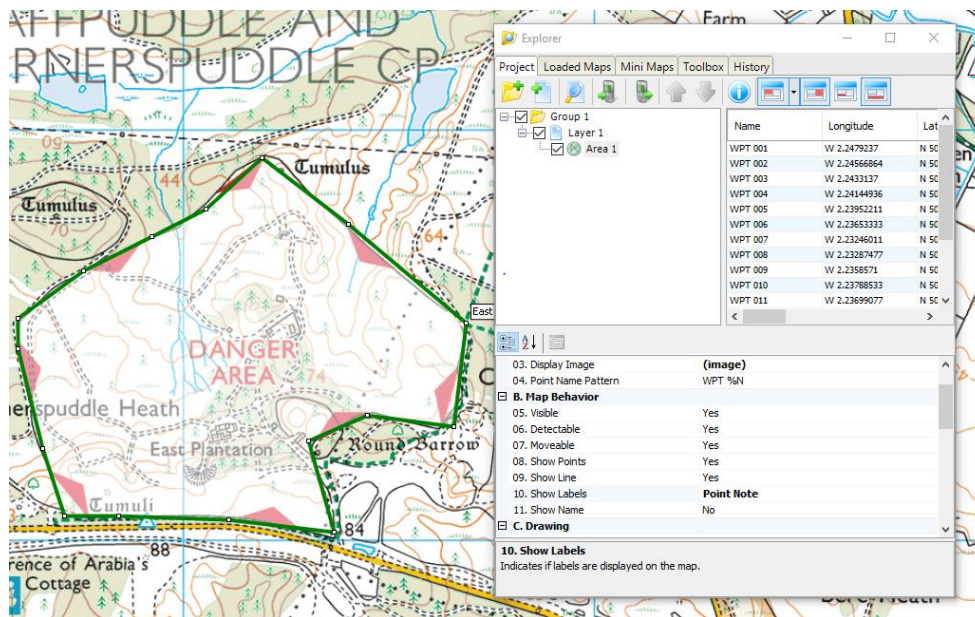 AFFPUDDLE AND
RNERSPUDDLE CP
Farm
60
44
Tumulus
Tumulus
70
64
East
DANGER
AREA
74
nerspuddle Heath
East Plantation
Round Barrow
Tumuli
84
88
rence of Arabia's
Cottage
Explorer
Project
Loaded Maps
Mini Maps
Toolbox
History
Group 1
Layer 1
Area 1
Name Longitude Lat
WPT 001 W 2.2479237 N 50
WPT 002 W 2.24566864 N 50
WPT 003 W 2.2433137 N 50
WPT 004 W 2.24144936 N 50
WPT 005 W 2.23952211 N 50
WPT 006 W 2.23653333 N 50
WPT 007 W 2.23246011 N 50
WPT 008 W 2.23287477 N 50
WPT 009 W 2.2358571 N 50
WPT 010 W 2.23788533 N 50
WPT 011 W 2.23699077 N 50
03. Display Image (image)
04. Point Name Pattern WPT %N
B. Map Behavior
05. Visible Yes
06. Detectable Yes
07. Moveable Yes
08. Show Points Yes
09. Show Line Yes
10. Show Labels Point Note
11. Show Name No
C. Drawing
10. Show Labels
Indicates if labels are displayed on the map.